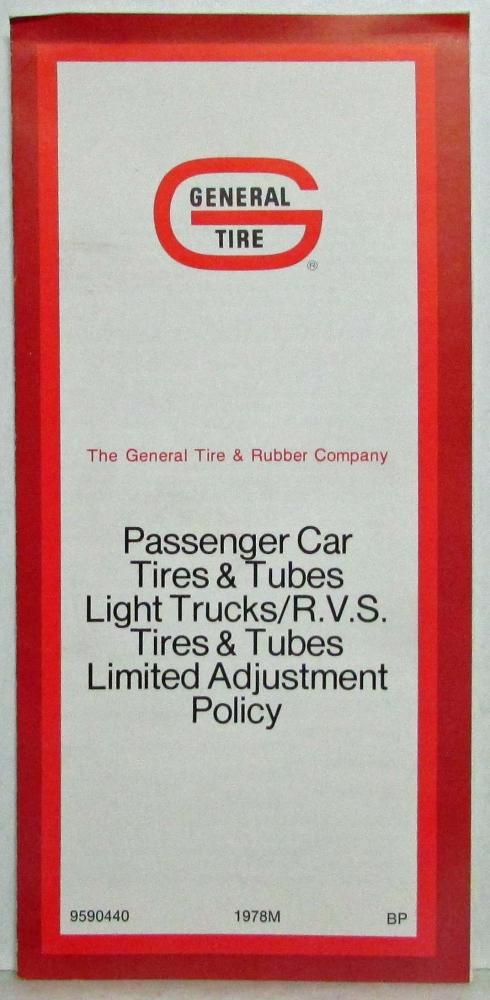 GENERAL
TIRE
®
The General Tire & Rubber Company
Passenger Car
Tires & Tubes
Light Trucks/R.V.S.
Tires & Tubes
Limited Adjustment
Policy
9590440 1978M BP